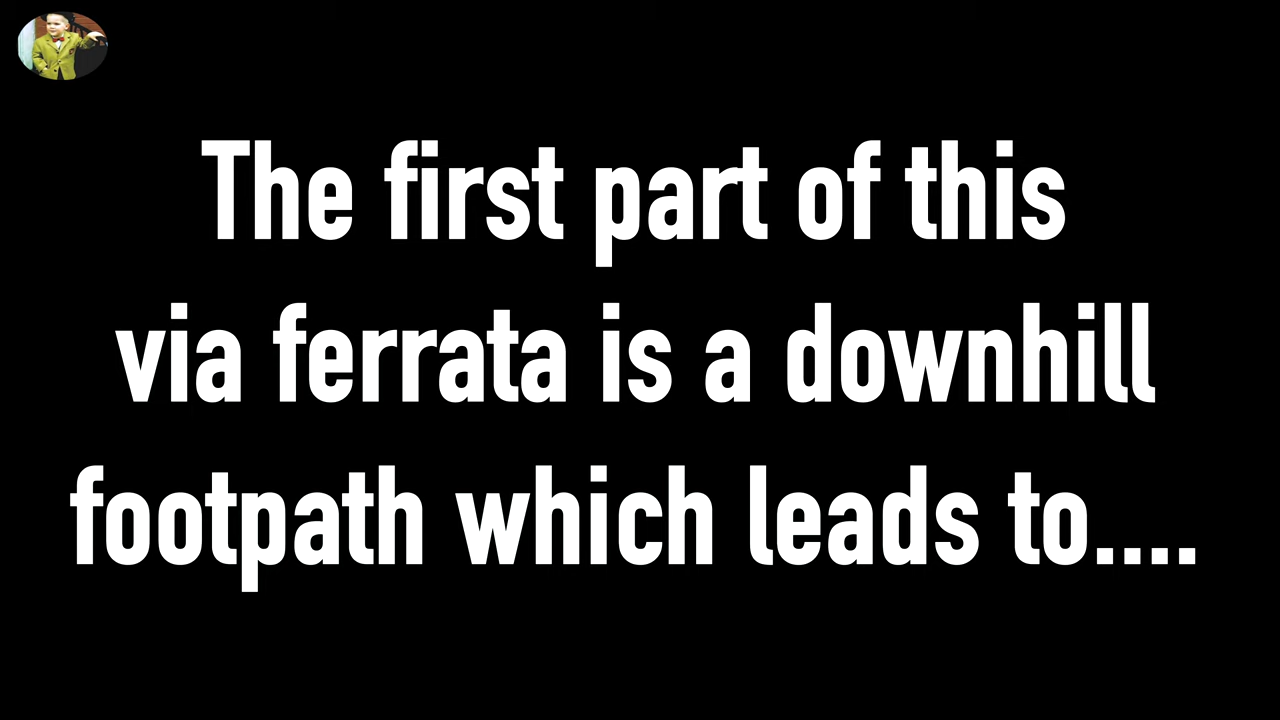 The first part of this
via ferrata is a downhill
footpath which leads to....